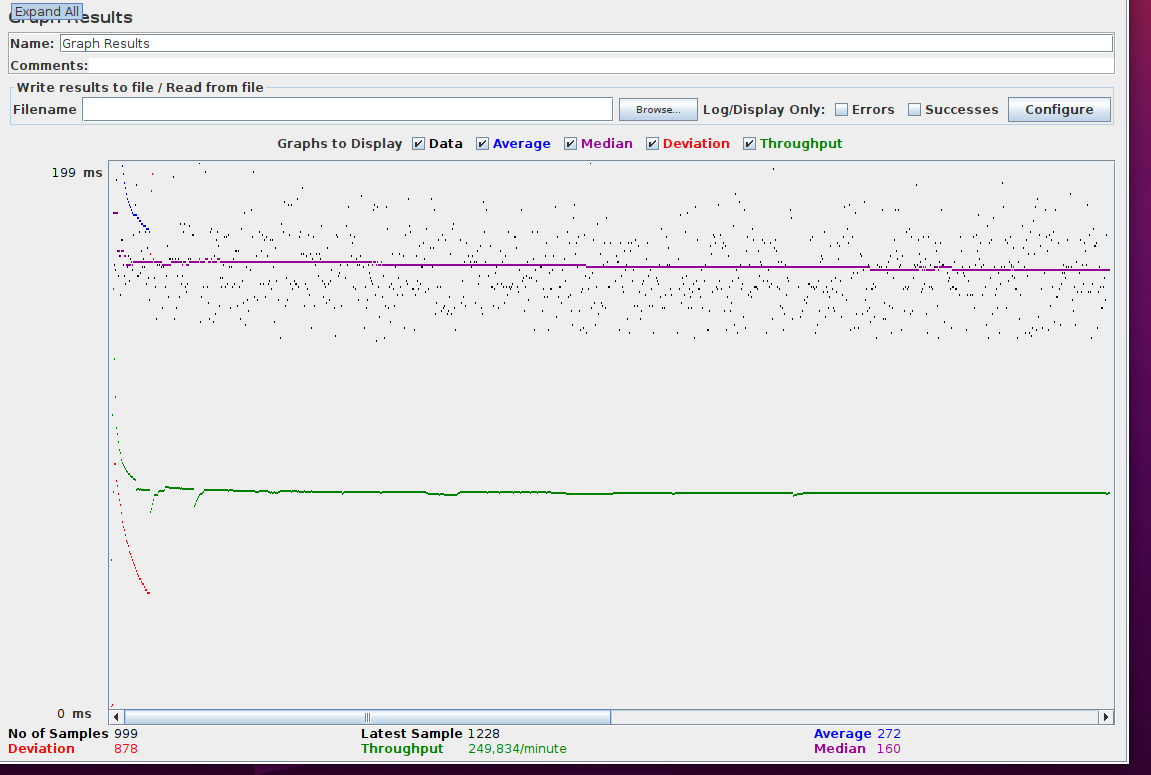 Expand All
Graph Results
Name: Graph Results
Comments:
Write results to file / Read from file
Filename Browse... Log/Display Only: Errors Successes Configure
Graphs to Display Data Average Median Deviation Throughput
199 ms
0 ms
No of Samples 999 Latest Sample 1228 Average 272
Deviation 878 Throughput 249,834/minute Median 160